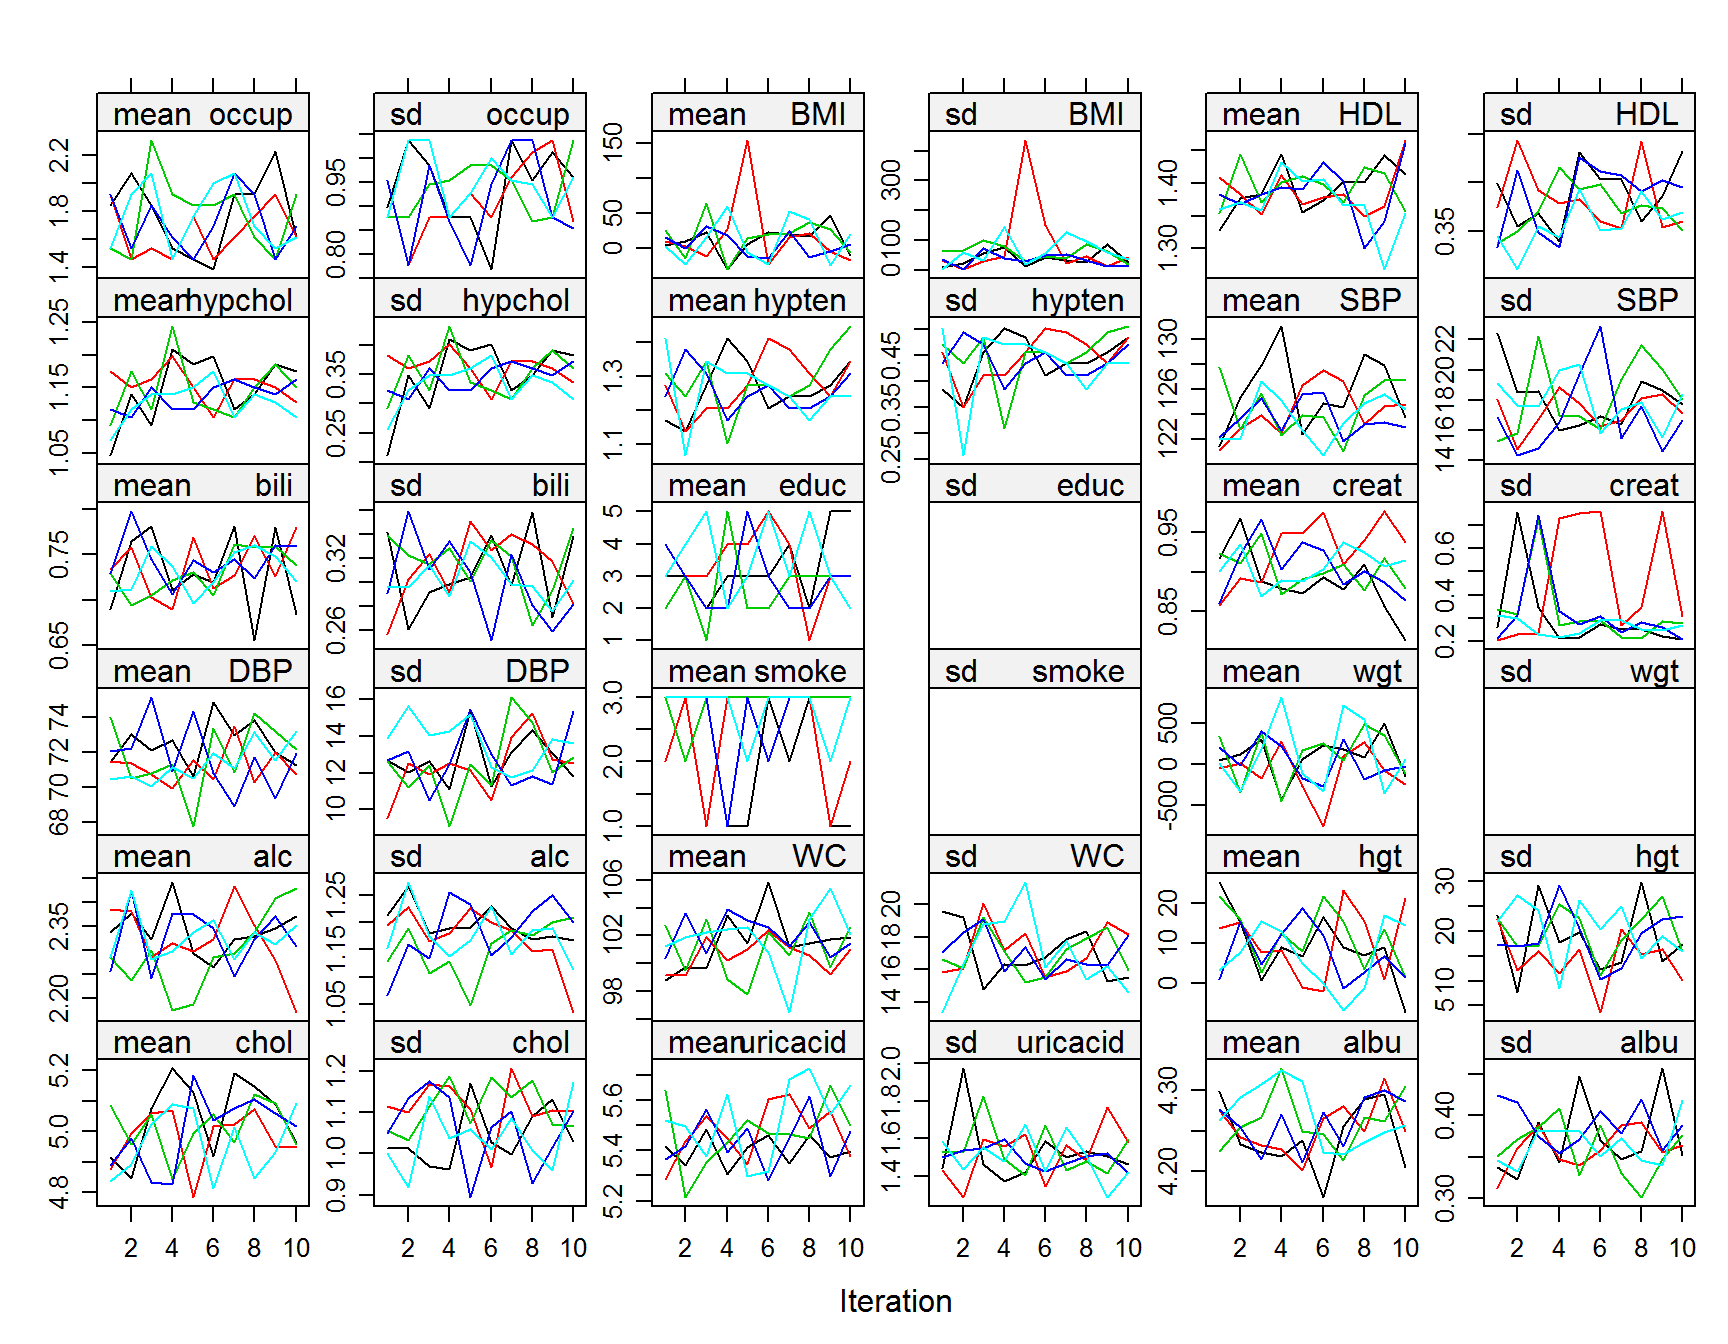 mean occup sd occup mean BMI sd BMI mean HDL sd HDL
1.4 1.8 2.2
0.80 0.95
0 50 150
0 100 300
1.30 1.40
0.35
mean hypchol sd hypchol mean hypten sd hypten mean SBP sd SBP
1.05 1.15 1.25
0.25 0.35
1.1 1.3
0.25 0.35 0.45
122 126 130
14 16 18 20 22
mean bili sd bili mean educ sd educ mean creat sd creat
0.65 0.75
0.26 0.32
1 2 3 4 5
0.85 0.95
0.2 0.4 0.6
mean DBP sd DBP mean smoke sd smoke mean wgt sd wgt
68 70 72 74
10 12 14 16
1.0 2.0 3.0
-500 0 500
mean alc sd alc mean WC sd WC mean hgt sd hgt
2.20 2.35
1.05 1.15 1.25
98 102 106
14 16 18 20
0 10 20
5 10 20 30
mean chol sd chol mean uricacid sd uricacid mean albu sd albu
4.8 5.0 5.2
0.9 1.0 1.1 1.2
5.2 5.4 5.6
1.4 1.6 1.8 2.0
4.20 4.30
0.30 0.40
2 4 6 8 10 2 4 6 8 10 2 4 6 8 10 2 4 6 8 10 2 4 6 8 10 2 4 6 8 10
Iteration